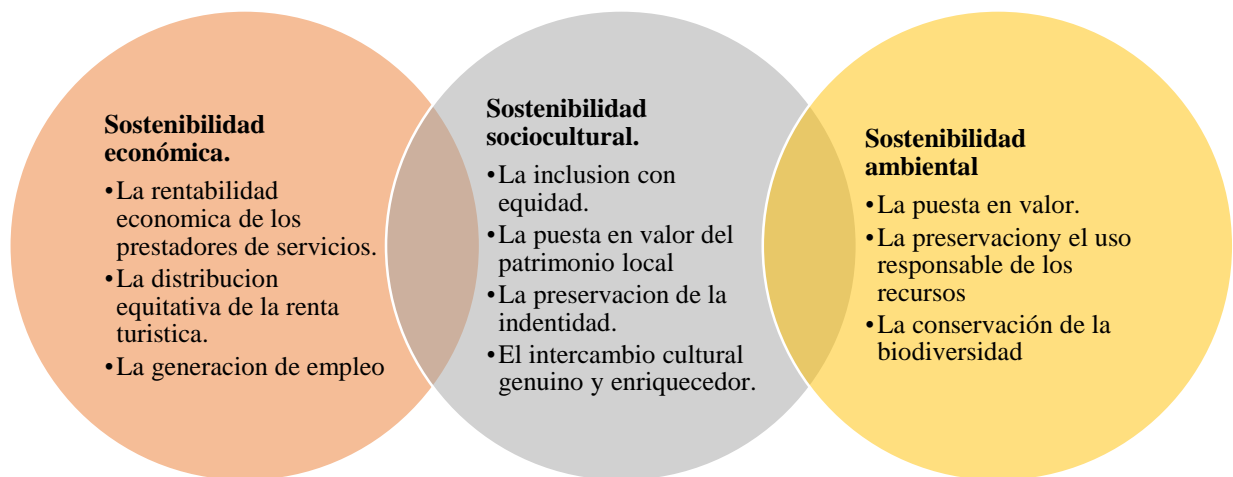 Sostenibilidad
económica.
•La rentabilidad
economica de los
prestadores de servicios.
•La distribucion
equitativa de la renta
turistica.
•La generacion de empleo
Sostenibilidad
sociocultural.
•La inclusion con
equidad.
•La puesta en valor del
patrimonio local
•La preservacion de la
indentidad.
•El intercambio cultural
genuino y enriquecedor.
Sostenibilidad
ambiental
•La puesta en valor.
•La preservaciony el uso
responsable de los
recursos
•La conservación de la
biodiversidad